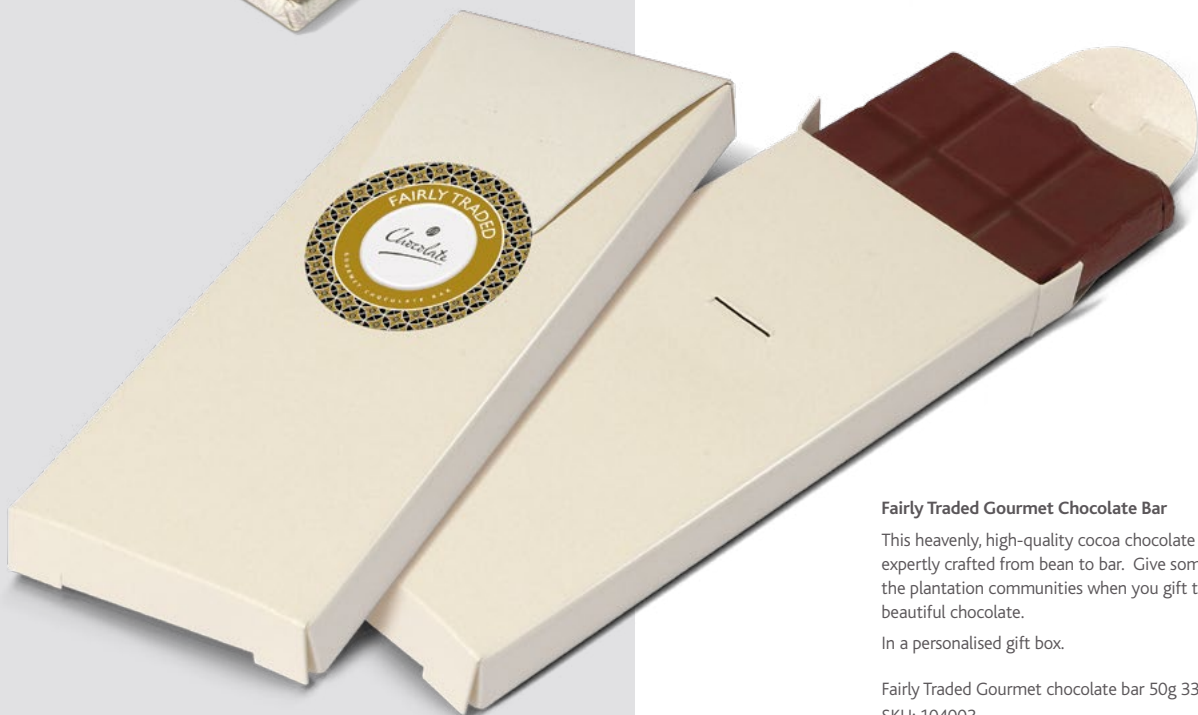 FAIRLY TRADED
Chocolate
GOURMET CHOCOLATE BAR
Fairly Traded Gourmet Chocolate Bar
This heavenly, high-quality cocoa chocolate
expertly crafted from bean to bar. Give som
the plantation communities when you gift t
beautiful chocolate.
In a personalised gift box.
Fairly Traded Gourmet chocolate bar 50g 33